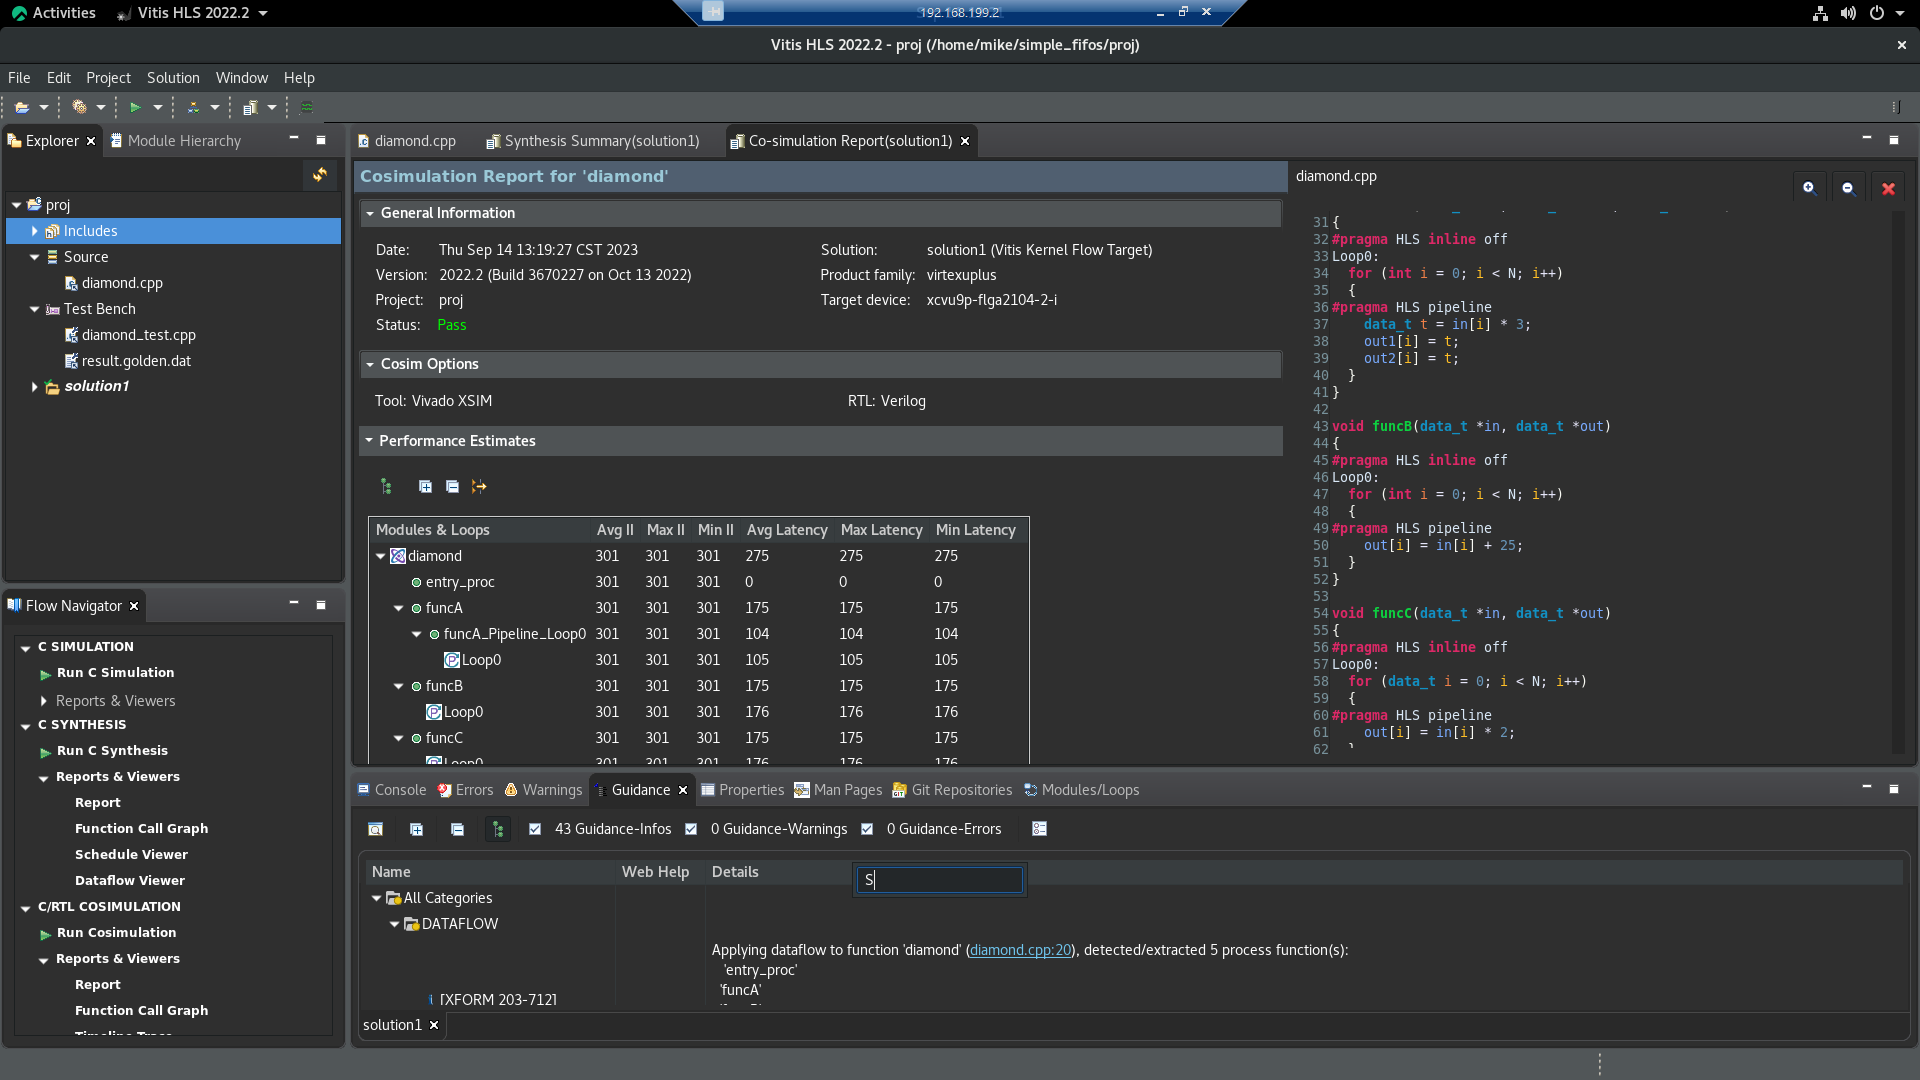 Activities
Vitis HLS 2022.2
192.168.199.2
Vitis HLS 2022.2 - proj (/home/mike/simple_fifos/proj)
File Edit Project Solution Window Help
Explorer
Module Hierarchy
proj
Includes
Source
diamond.cpp
Test Bench
diamond_test.cpp
result.golden.dat
solution1
Flow Navigator
C SIMULATION
Run C Simulation
Reports & Viewers
C SYNTHESIS
Run C Synthesis
Reports & Viewers
Report
Function Call Graph
Schedule Viewer
Dataflow Viewer
C/RTL COSIMULATION
Run Cosimulation
Reports & Viewers
Report
Function Call Graph
Timeline Trace
diamond.cpp
Synthesis Summary(solution1)
Co-simulation Report(solution1)
Cosimulation Report for 'diamond'
General Information
Date: Thu Sep 14 13:19:27 CST 2023
Solution: solution1 (Vitis Kernel Flow Target)
Version: 2022.2 (Build 3670227 on Oct 13 2022)
Product family: virtexuplus
Project: proj
Target device: xcvu9p-flga2104-2-i
Status: Pass
Cosim Options
Tool: Vivado XSIM
RTL: Verilog
Performance Estimates
Modules & Loops Avg II Max II Min II Avg Latency Max Latency Min Latency
diamond 301 301 301 275 275 275
entry_proc 301 301 301 0 0 0
funcA 301 301 301 175 175 175
funcA_Pipeline_Loop0 301 301 301 104 104 104
Loop0 301 301 301 105 105 105
funcB 301 301 301 175 175 175
Loop0 301 301 301 176 176 176
funcC 301 301 301 175 175 175
Loop0 301 301 301 176 176 176
diamond.cpp
31 {
32 #pragma HLS inline off
33 Loop0:
34 for (int i = 0; i < N; i++)
35 {
36 #pragma HLS pipeline
37 data_t t = in[i] * 3;
38 out1[i] = t;
39 out2[i] = t;
40 }
41 }
42
43 void funcB(data_t *in, data_t *out)
44 {
45 #pragma HLS inline off
46 Loop0:
47 for (int i = 0; i < N; i++)
48 {
49 #pragma HLS pipeline
50 out[i] = in[i] + 25;
51 }
52 }
53
54 void funcC(data_t *in, data_t *out)
55 {
56 #pragma HLS inline off
57 Loop0:
58 for (data_t i = 0; i < N; i++)
59 {
60 #pragma HLS pipeline
61 out[i] = in[i] * 2;
62 }
Console Errors Warnings Guidance Properties Man Pages Git Repositories Modules/Loops
43 Guidance-Infos
0 Guidance-Warnings
0 Guidance-Errors
Name Web Help Details
S
All Categories
DATAFLOW
Applying dataflow to function 'diamond' (diamond.cpp:20), detected/extracted 5 process function(s):
'entry_proc'
'funcA'
[XFORM 203-712]
solution1